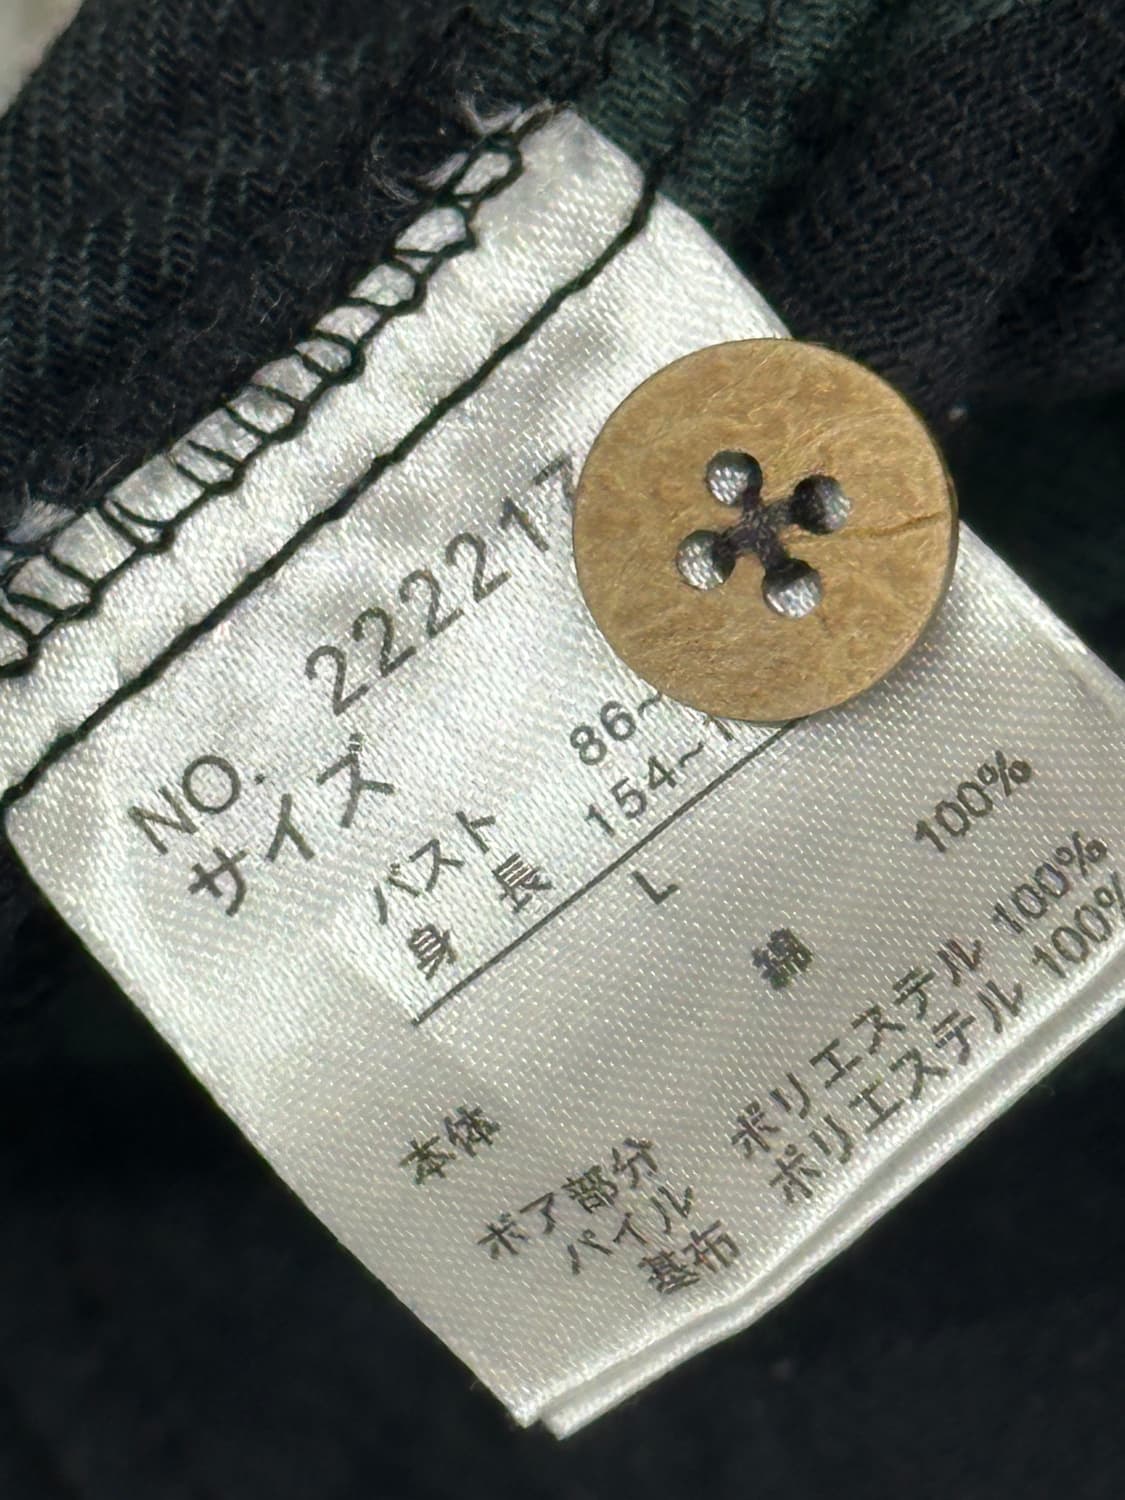 NO. 222217
サイズ
バスト 86~
身長 154~1
L
本体 綿 100%
ボア部分
パイル ポリエステル 100%
基布 ポリエステル 100%